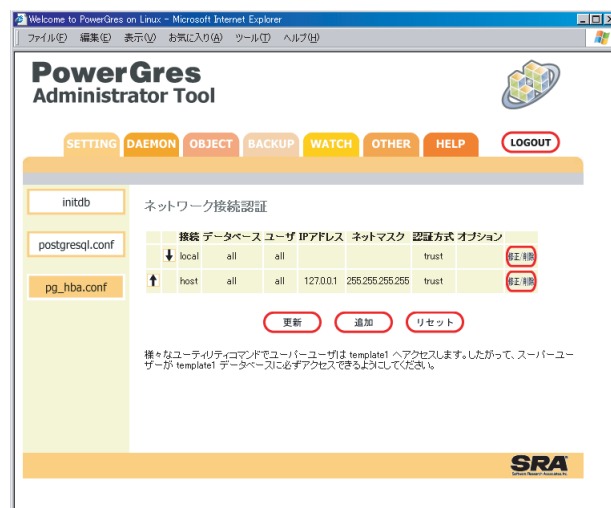 Welcome to PowerGres on Linux - Microsoft Internet Explorer
ファイル(F) 編集(E) 表示(V) お気に入り(A) ツール(T) ヘルプ(H)
PowerGres
Administrator Tool
SETTING DAEMON OBJECT BACKUP WATCH OTHER HELP LOGOUT
initdb
postgresql.conf
pg_hba.conf
ネットワーク接続認証
接続 データベース ユーザ IPアドレス ネットマスク 認証方式 オプション
local all all trust 修正/削除
host all all 127.0.0.1 255.255.255.255 trust 修正/削除
更新 追加 リセット
様々なユーティリティコマンドでユーパーユーザは template1 へアクセスします。したがって、スーパーユー
ザーが template1 データベースに必ずアクセスできるようにしてください。
SRA
Software Research Associates, Inc.